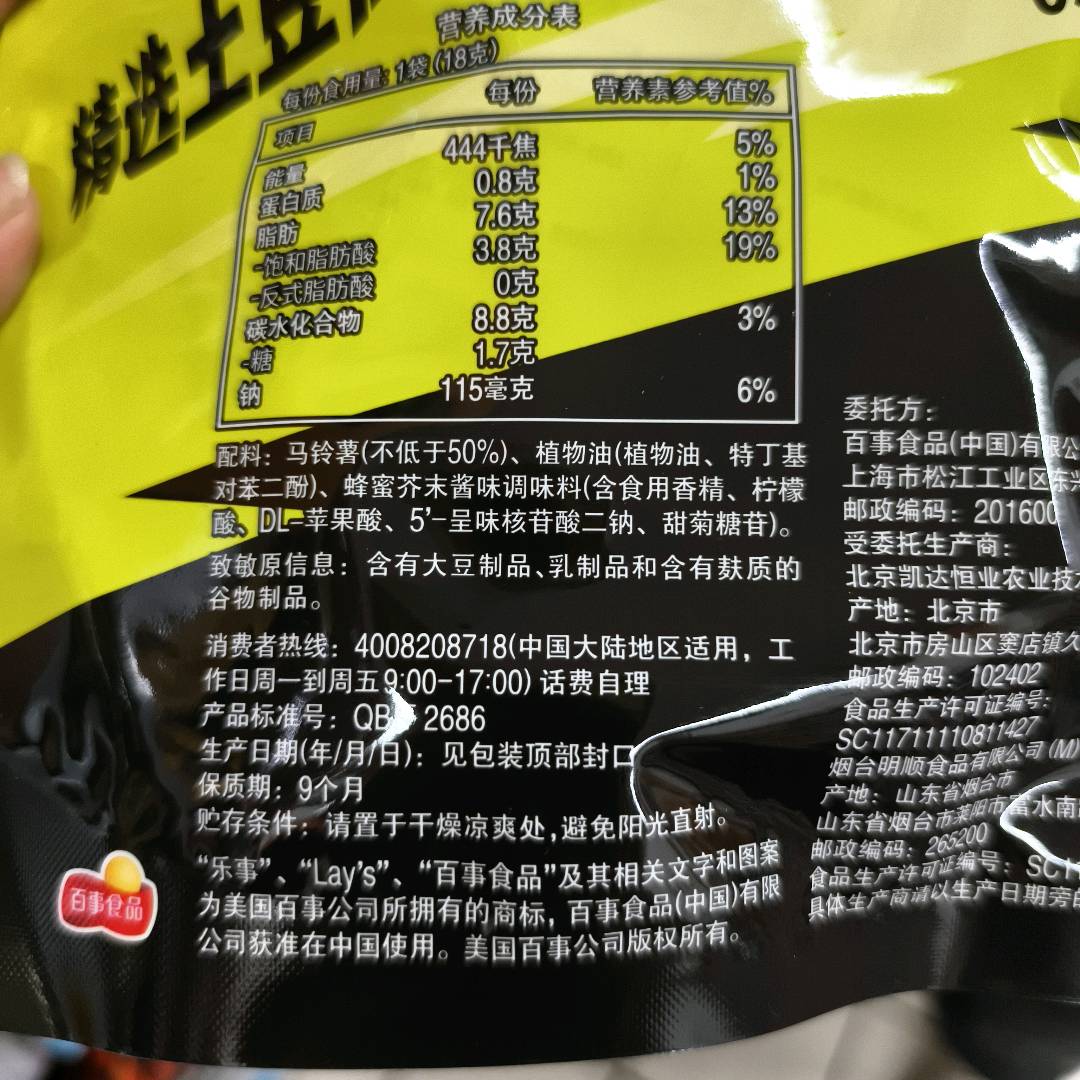 精选土豆
营养成分表
每份食用量: 1袋 (18克)
项目 每份 营养素参考值%
能量 444千焦 5%
蛋白质 0.8克 1%
脂肪 7.6克 13%
-饱和脂肪酸 3.8克 19%
-反式脂肪酸 0克
碳水化合物 8.8克 3%
-糖 1.7克
钠 115毫克 6%
配料：马铃薯(不低于50%)、植物油(植物油、特丁基
对苯二酚)、蜂蜜芥末酱味调味料(含食用香精、柠檬
酸、DL-苹果酸、5’-呈味核苷酸二钠、甜菊糖苷)。
致敏原信息：含有大豆制品、乳制品和含有麸质的
谷物制品。
消费者热线：4008208718(中国大陆地区适用，工
作日周一到周五9:00-17:00) 话费自理
产品标准号：QB 2686
生产日期(年/月/日)：见包装顶部封口
保质期：9个月
贮存条件：请置于干燥凉爽处,避免阳光直射。
“乐事”、“Lay's”、“百事食品”及其相关文字和图案
为美国百事公司所拥有的商标，百事食品(中国)有限
公司获准在中国使用。美国百事公司版权所有。
百事食品
委托方：
百事食品(中国)有限公
上海市松江工业区东
邮政编码：201600
受委托生产商：
北京凯达恒业农业技
产地：北京市
北京市房山区窦店镇
邮政编码：102402
食品生产许可证编号：
SC11711110811427
烟台明顺食品有限公司 (M)
产地：山东省烟台市
山东省烟台市莱阳市富水南
邮政编码：265200
食品生产许可证编号：SC1
具体生产商请以生产日期旁